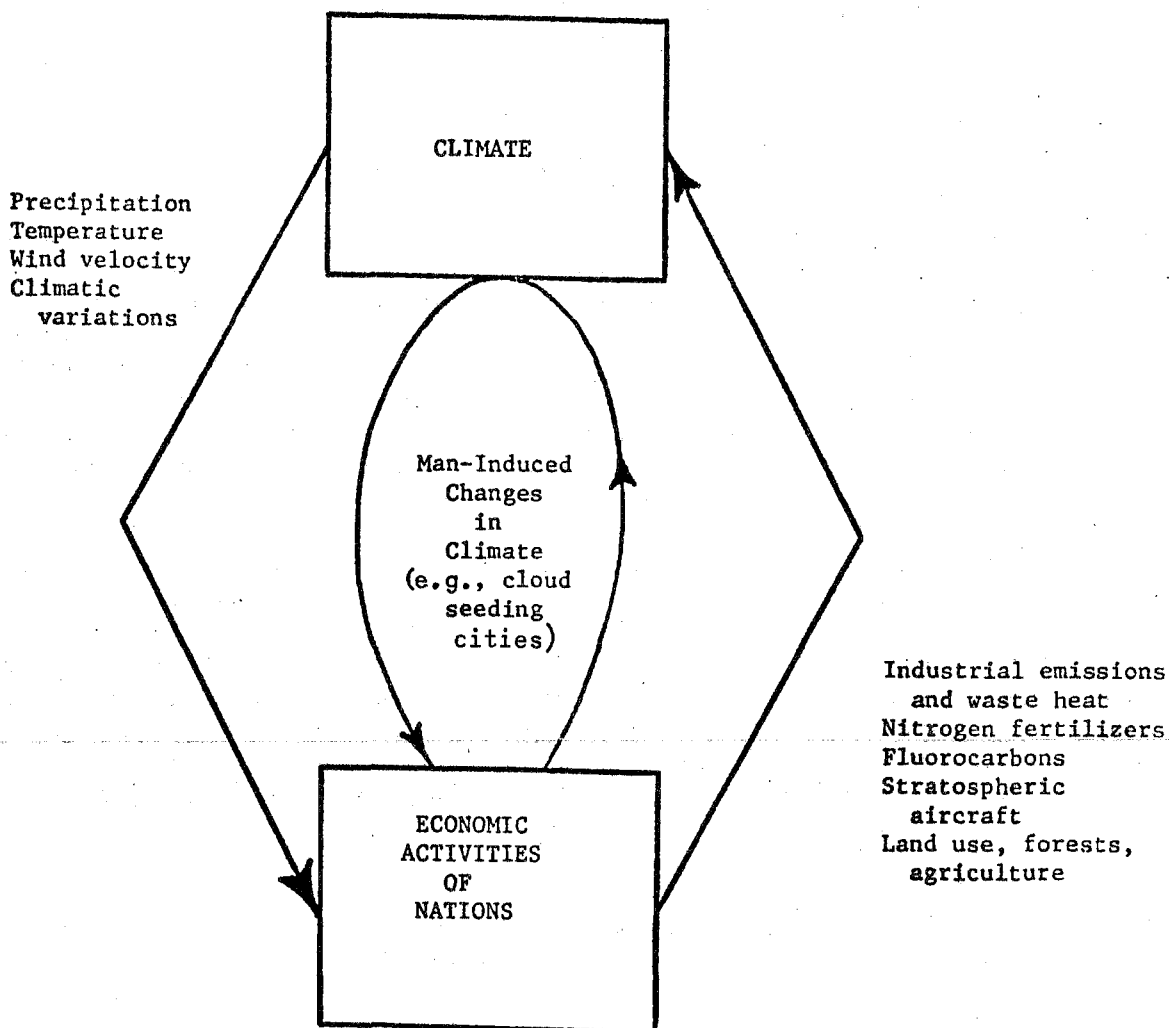 CLIMATE
Precipitation
Temperature
Wind velocity
Climatic
variations
Man-Induced
Changes
in
Climate
(e.g., cloud
seeding
cities)
Industrial emissions
and waste heat
Nitrogen fertilizers
Fluorocarbons
Stratospheric
aircraft
Land use, forests,
agriculture
ECONOMIC
ACTIVITIES
OF
NATIONS